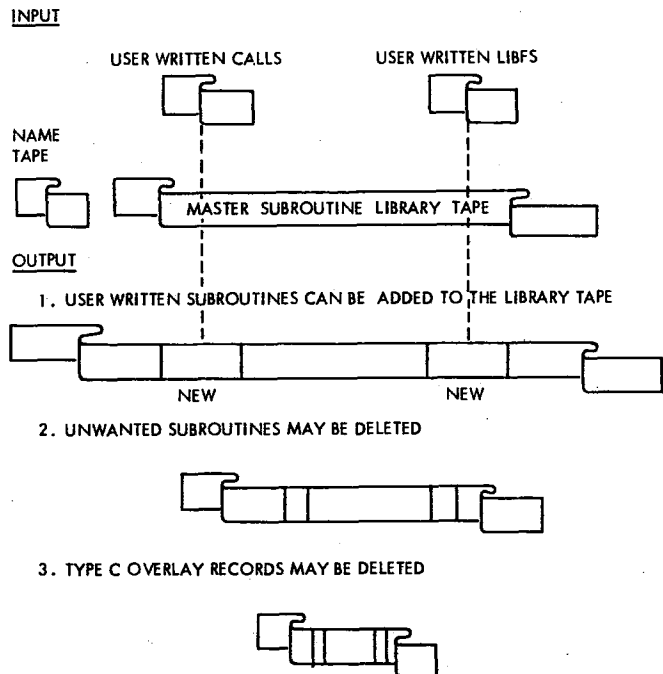 INPUT
USER WRITTEN CALLS
USER WRITTEN LIBFS
NAME
TAPE
MASTER SUBROUTINE LIBRARY TAPE
OUTPUT
1. USER WRITTEN SUBROUTINES CAN BE ADDED TO THE LIBRARY TAPE
NEW
NEW
2. UNWANTED SUBROUTINES MAY BE DELETED
3. TYPE C OVERLAY RECORDS MAY BE DELETED